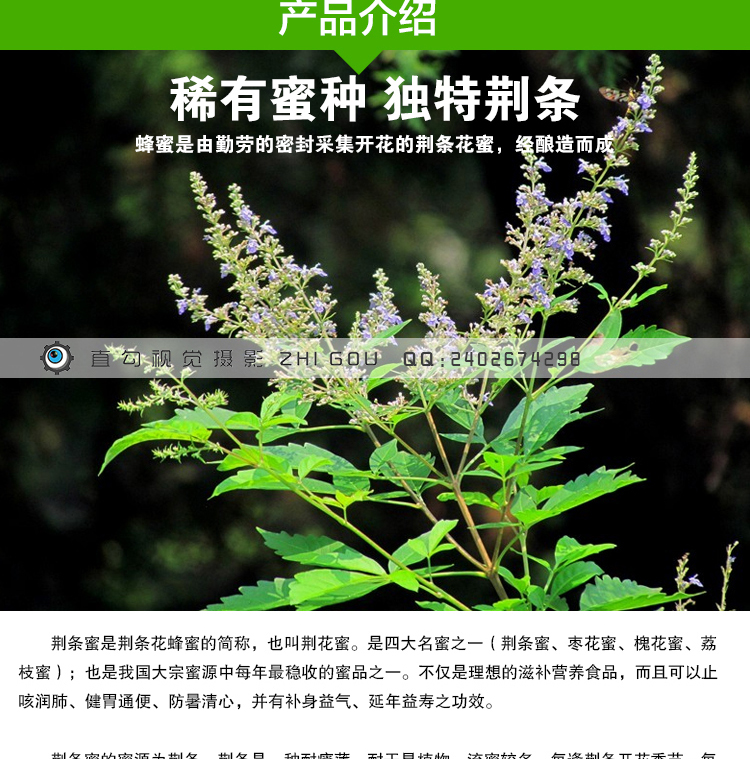 产品介绍
稀有蜜种 独特荆条
蜂蜜是由勤劳的密封采集开花的荆条花蜜，经酿造而成
直勾视觉摄影 ZHIGOU QQ:2402674298
荆条蜜是荆条花蜂蜜的简称，也叫荆花蜜。是四大名蜜之一（荆条蜜、枣花蜜、槐花蜜、荔
枝蜜）；也是我国大宗蜜源中每年最稳收的蜜品之一。不仅是理想的滋补营养食品，而且可以止
咳润肺、健胃通便、防暑清心，并有补身益气、延年益寿之功效。